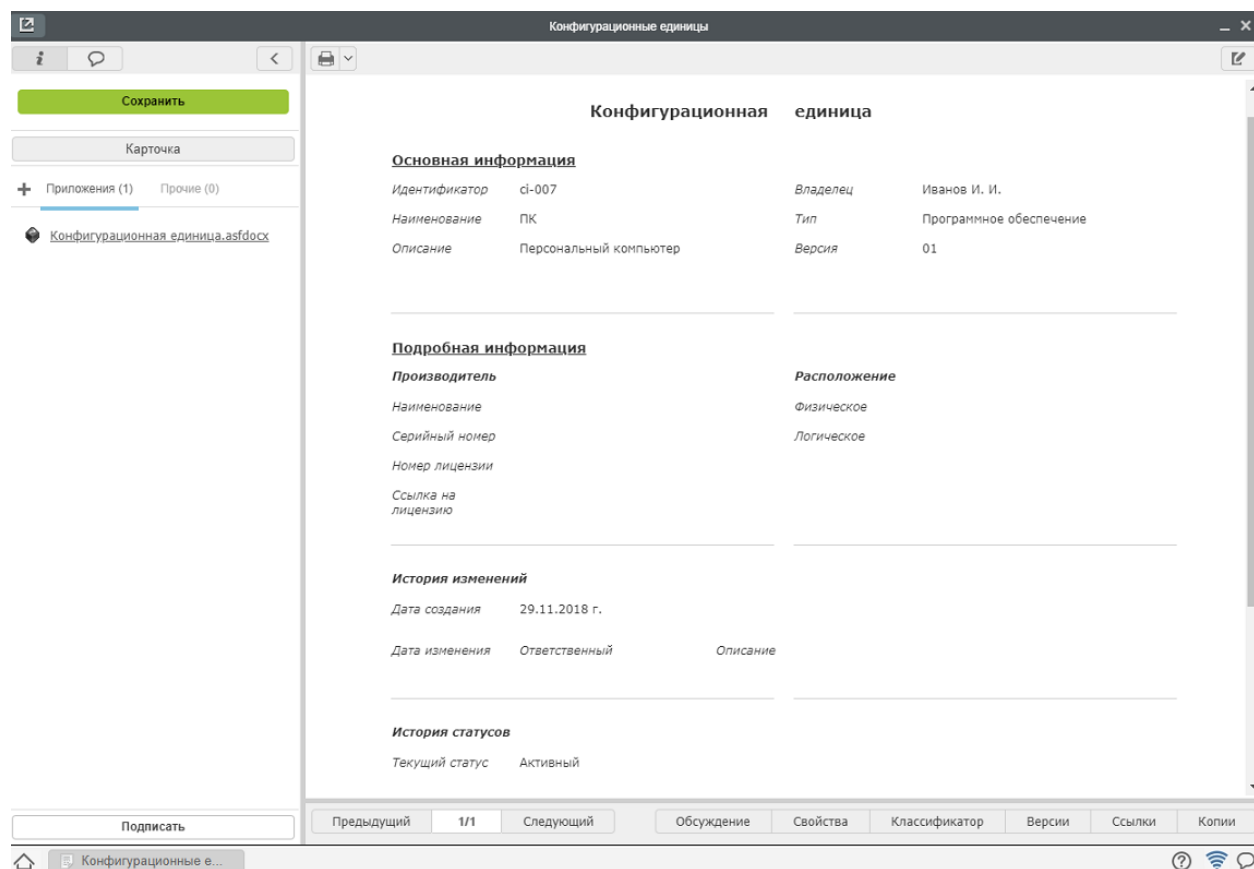 Конфигурационные единицы
Сохранить
Карточка
Приложения (1) Прочие (0)
Конфигурационная единица.asfdocx
Подписать
Конфигурационная единица
Основная информация
Идентификатор ci-007 Владелец Иванов И. И.
Наименование ПК Тип Программное обеспечение
Описание Персональный компьютер Версия 01
Подробная информация
Производитель Расположение
Наименование Физическое
Серийный номер Логическое
Номер лицензии
Ссылка на
лицензию
История изменений
Дата создания 29.11.2018 г.
Дата изменения Ответственный Описание
История статусов
Текущий статус Активный
Предыдущий 1/1 Следующий Обсуждение Свойства Классификатор Версии Ссылки Копии
Конфигурационные е...